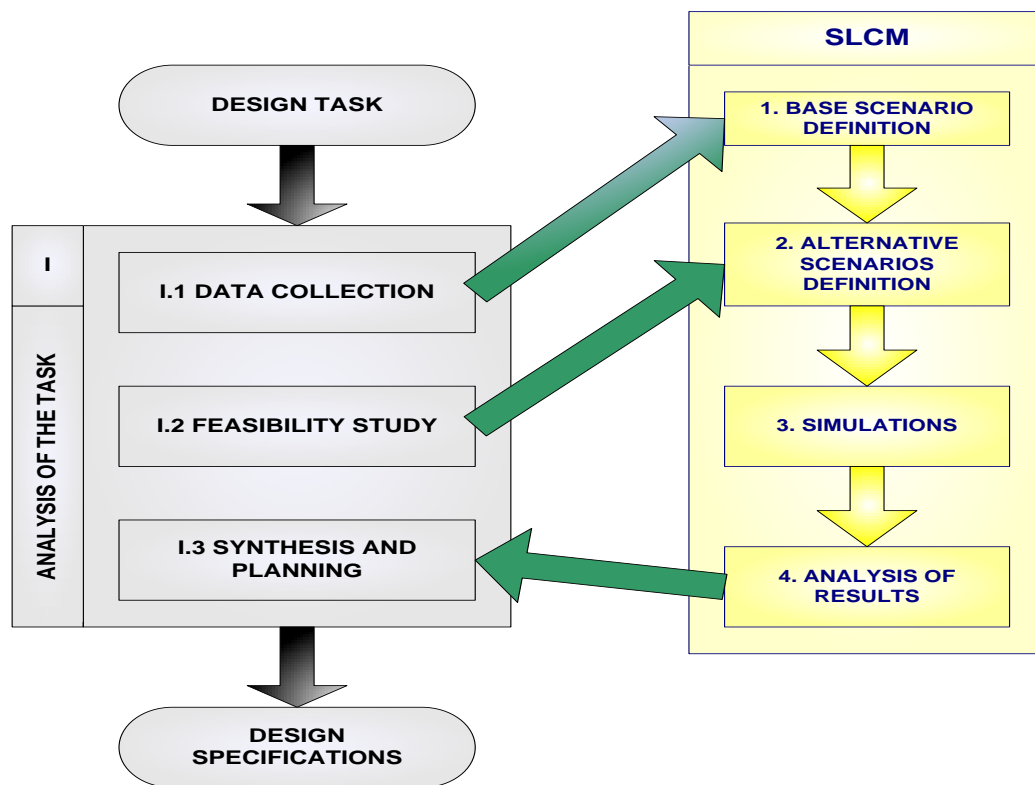 DESIGN TASK
I
ANALYSIS OF THE TASK
I.1 DATA COLLECTION
I.2 FEASIBILITY STUDY
I.3 SYNTHESIS AND
PLANNING
DESIGN
SPECIFICATIONS
SLCM
1. BASE SCENARIO
DEFINITION
2. ALTERNATIVE
SCENARIOS
DEFINITION
3. SIMULATIONS
4. ANALYSIS OF
RESULTS